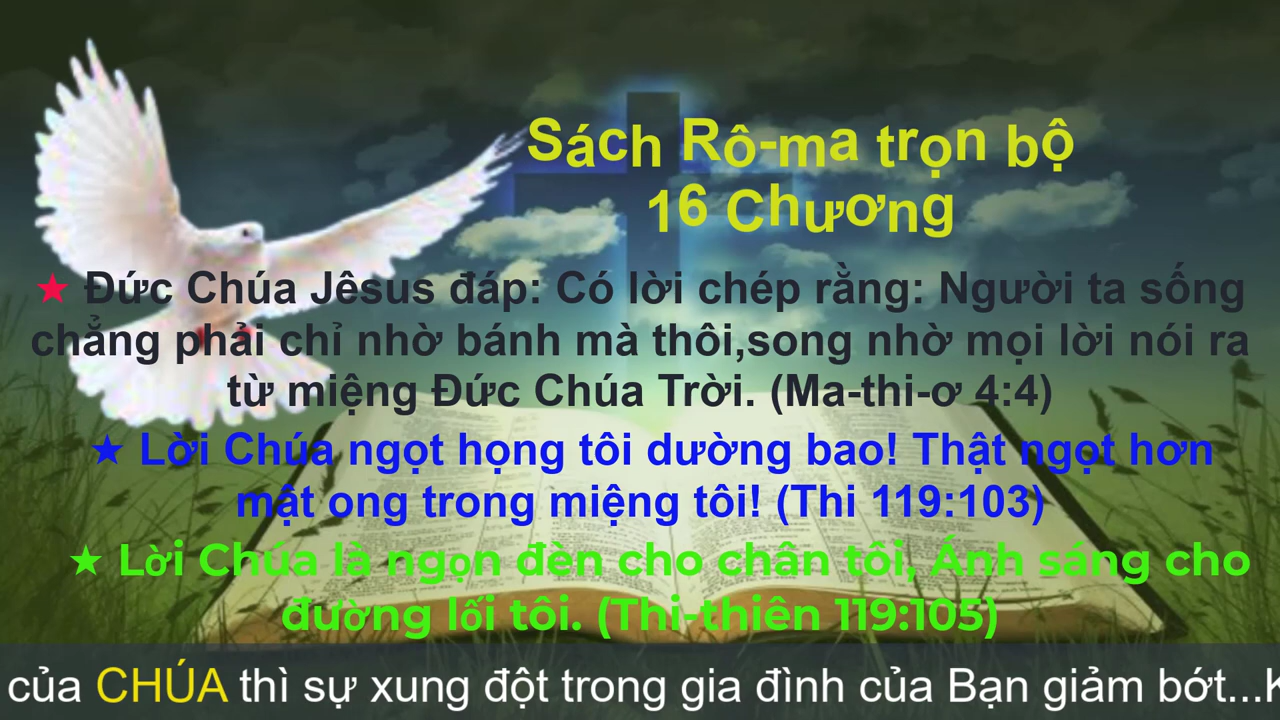 Sách Rô-ma trọn bộ
16 Chương
★ Đức Chúa Jêsus đáp: Có lời chép rằng: Người ta sống
chẳng phải chỉ nhờ bánh mà thôi,song nhờ mọi lời nói ra
từ miệng Đức Chúa Trời. (Ma-thi-ơ 4:4)
★ Lời Chúa ngọt họng tôi dường bao! Thật ngọt hơn
mật ong trong miệng tôi! (Thi 119:103)
★ Lời Chúa là ngọn đèn cho chân tôi, Ánh sáng cho
đường lối tôi. (Thi-thiên 119:105)
của CHÚA thì sự xung đột trong gia đình của Bạn giảm bớt...K